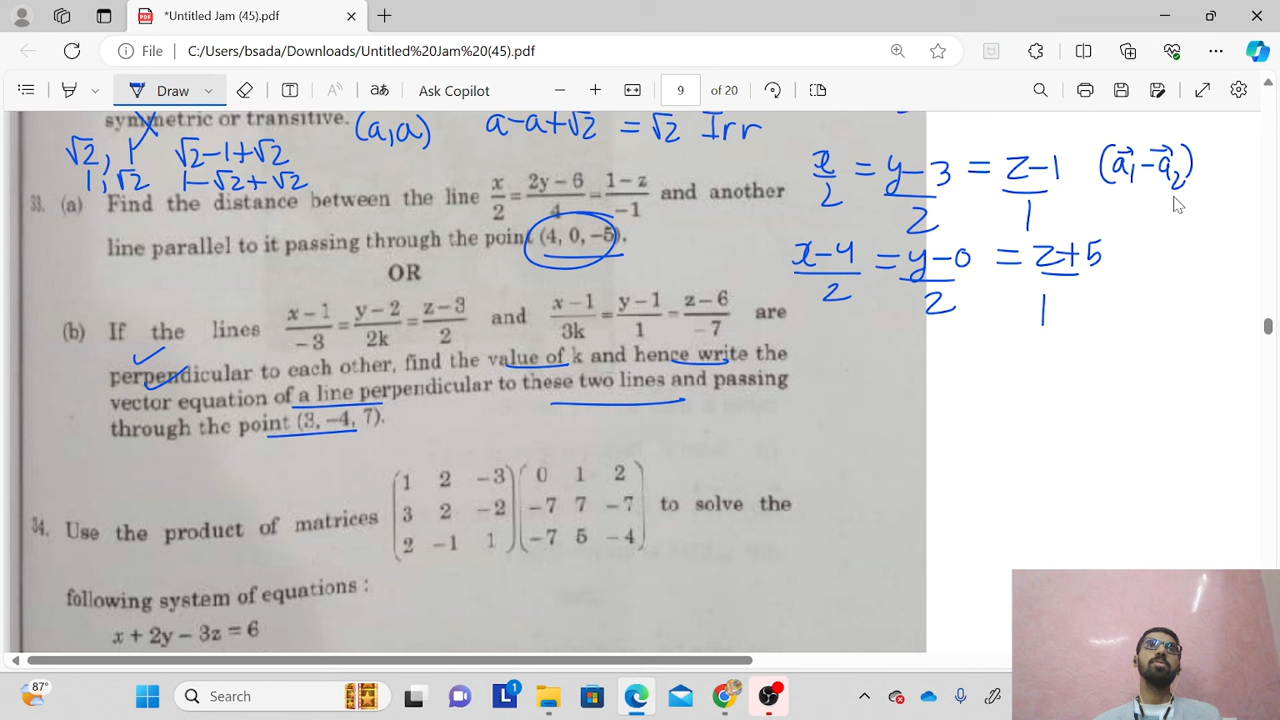 *Untitled Jam (45).pdf
File C:/Users/bsada/Downloads/Untitled%20Jam%20(45).pdf
Draw Ask Copilot 9 of 20
symmetric or transitive. (a,a) a-a+√2 = √2 Irr
√2, 1 √2-1+√2
1, √2 1-√2+√2
33. (a) Find the distance between the line x/2 = 2y-6/4 = 1-z/-1 and another
line parallel to it passing through the point (4, 0, -5).
OR
(b) If the lines x-1/-3 = y-2/2k = z-3/2 and x-1/3k = y-1/1 = z-6/-7 are
perpendicular to each other, find the value of k and hence write the
vector equation of a line perpendicular to these two lines and passing
through the point (3, -4, 7).
x/2 = y-3/2 = z-1/1 (a⃗1-a⃗2)
x-4/2 = y-0/2 = z+5/1
34. Use the product of matrices (1 2 -3; 3 2 -2; 2 -1 1) (0 1 2; -7 7 -7; -7 5 -4) to solve the
following system of equations :
x + 2y - 3z = 6
87°
Search
1